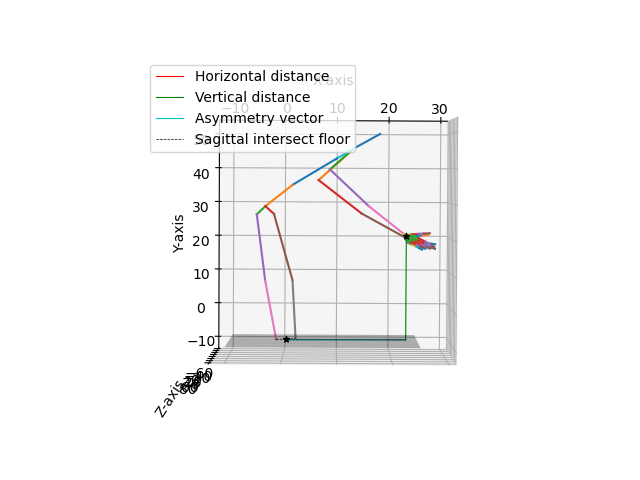 Horizontal distance
Vertical distance
Asymmetry vector
Sagittal intersect floor
X-axis
−10 0 10 20 30
Y-axis
40
30
20
10
0
−10
Z-axis